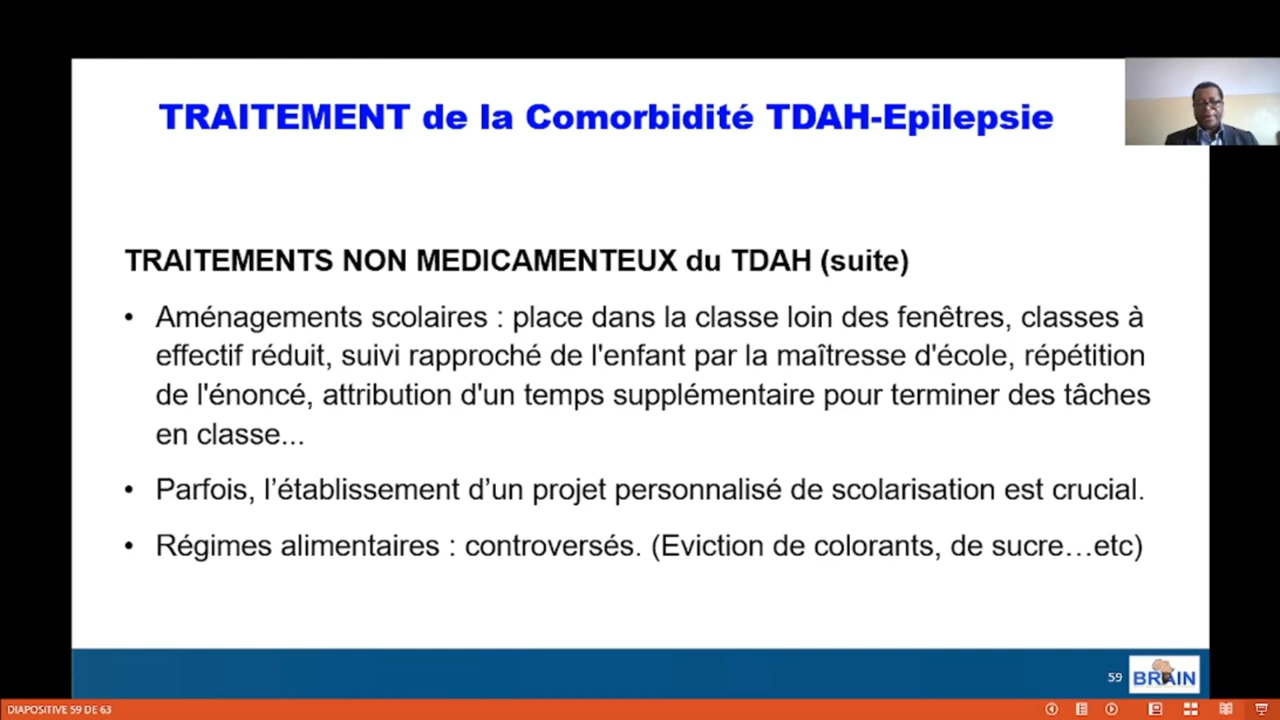 TRAITEMENT de la Comorbidité TDAH-Epilepsie
TRAITEMENTS NON MEDICAMENTEUX du TDAH (suite)
• Aménagements scolaires : place dans la classe loin des fenêtres, classes à
effectif réduit, suivi rapproché de l'enfant par la maîtresse d'école, répétition
de l'énoncé, attribution d'un temps supplémentaire pour terminer des tâches
en classe...
• Parfois, l’établissement d’un projet personnalisé de scolarisation est crucial.
• Régimes alimentaires : controversés. (Eviction de colorants, de sucre…etc)
59
BRAIN
DIAPOSITIVE 59 DE 63